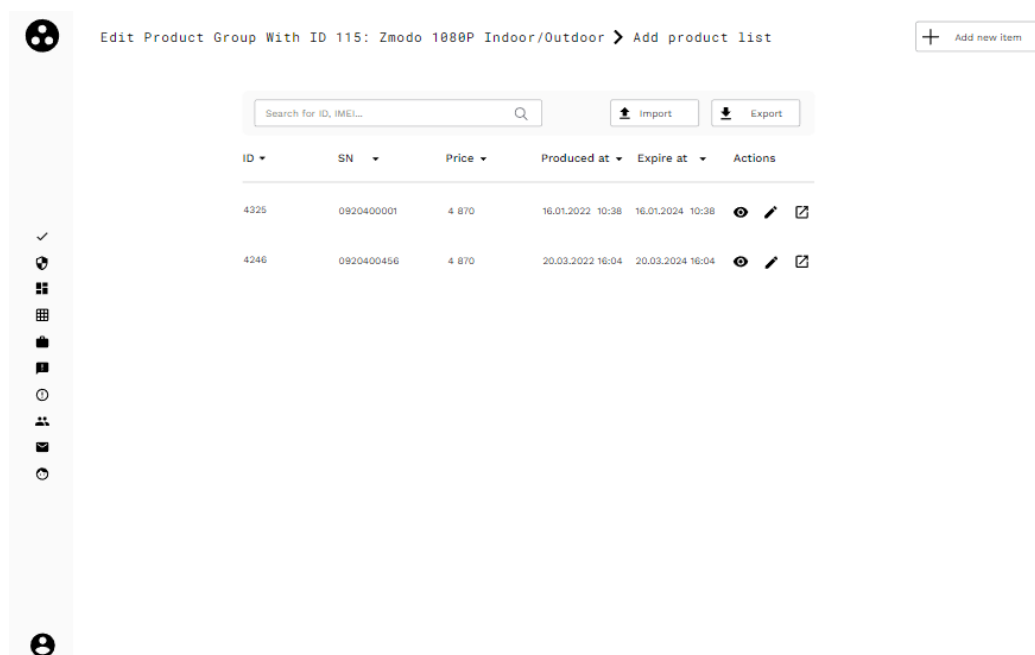 Edit Product Group With ID 115: Zmodo 1080P Indoor/Outdoor > Add product list
Add new item
Search for ID, IMEI...
Import
Export
ID SN Price Produced at Expire at Actions
4325 0920400001 4 870 16.01.2022 10:38 16.01.2024 10:38
4246 0920400456 4 870 20.03.2022 16:04 20.03.2024 16:04